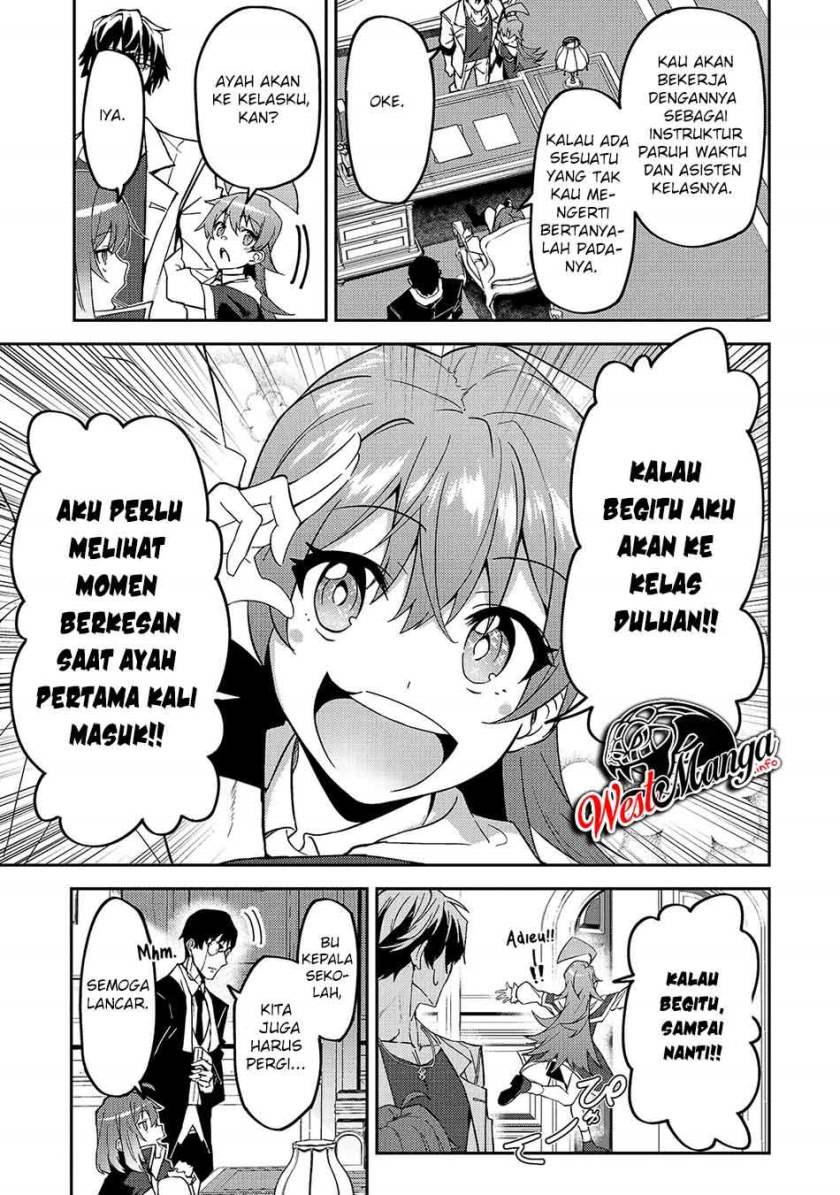 KAU AKAN
BEKERJA
DENGANNYA
SEBAGAI
INSTRUKTUR
PARUH WAKTU
DAN ASISTEN
KELASNYA.
KALAU ADA
SESUATU
YANG TAK
KAU ME-
NGERTI
BERTANYA-
LAH PADA-
NYA.
OKE.
AYAH AKAN
KE KELASKU,
KAN?
IYA.
KALAU
BEGITU AKU
AKAN KE
KELAS
DULUAN!!
AKU PERLU
MELIHAT
MOMEN
BERKESAN
SAAT AYAH
PERTAMA KALI
MASUK!!
WestManga
.info
Adieu!!
!!
KALAU
BEGITU,
SAMPAI
NANTI!!
BU
KEPALA
SEKO-
LAH,
KITA
JUGA
HARUS
PERGI...
Mhm.
SEMOGA
LANCAR.